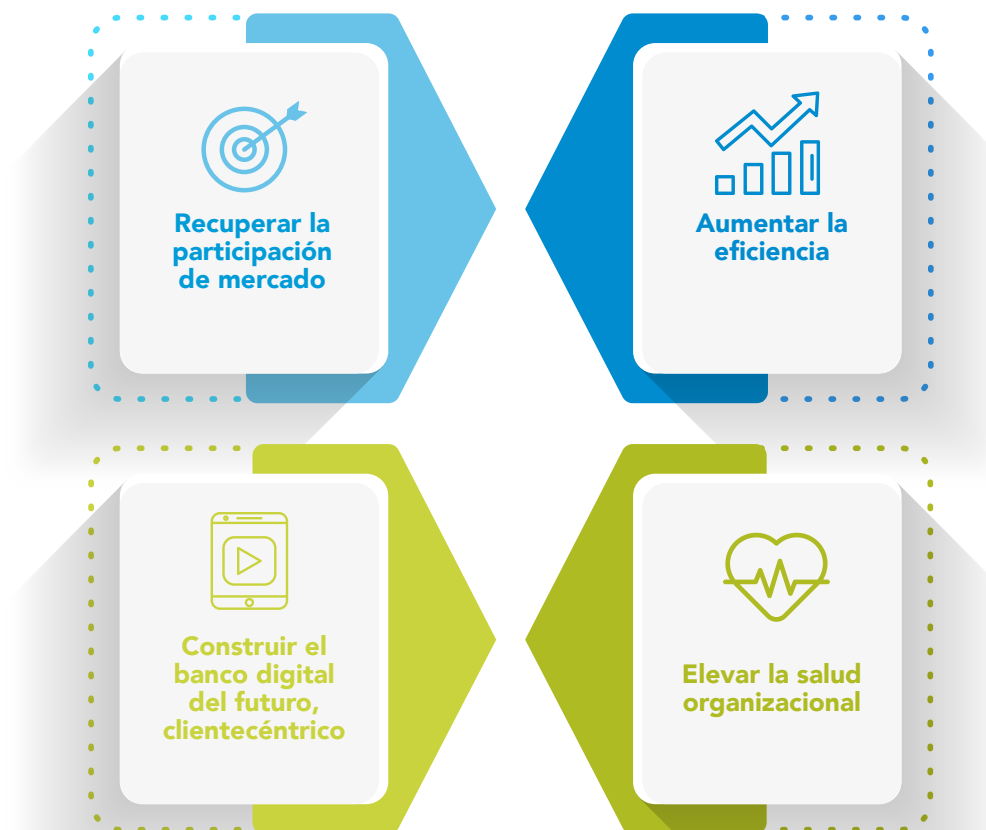 Recuperar la
participación
de mercado
Aumentar la
eficiencia
Construir el
banco digital
del futuro,
clientecéntrico
Elevar la salud
organizacional